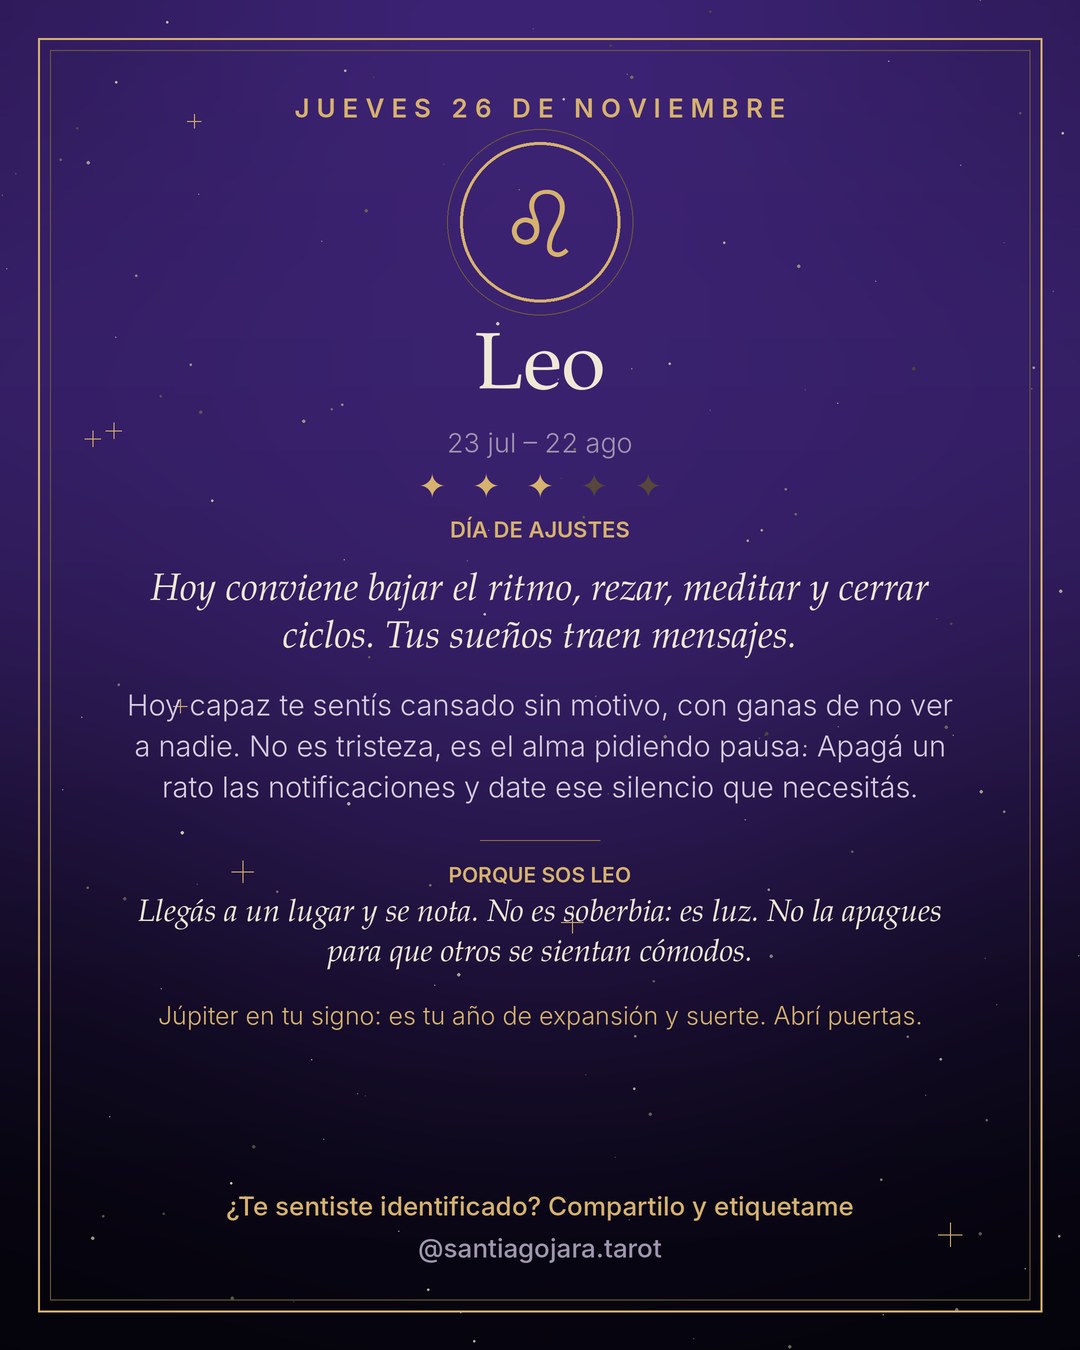 JUEVES 26 DE NOVIEMBRE
Leo
23 jul – 22 ago
DÍA DE AJUSTES
Hoy conviene bajar el ritmo, rezar, meditar y cerrar
ciclos. Tus sueños traen mensajes.
Hoy capaz te sentís cansado sin motivo, con ganas de no ver
a nadie. No es tristeza, es el alma pidiendo pausa: Apagá un
rato las notificaciones y date ese silencio que necesitás.
PORQUE SOS LEO
Llegás a un lugar y se nota. No es soberbia: es luz. No la apagues
para que otros se sientan cómodos.
Júpiter en tu signo: es tu año de expansión y suerte. Abrí puertas.
¿Te sentiste identificado? Compartilo y etiquetame
@santiagojara.tarot